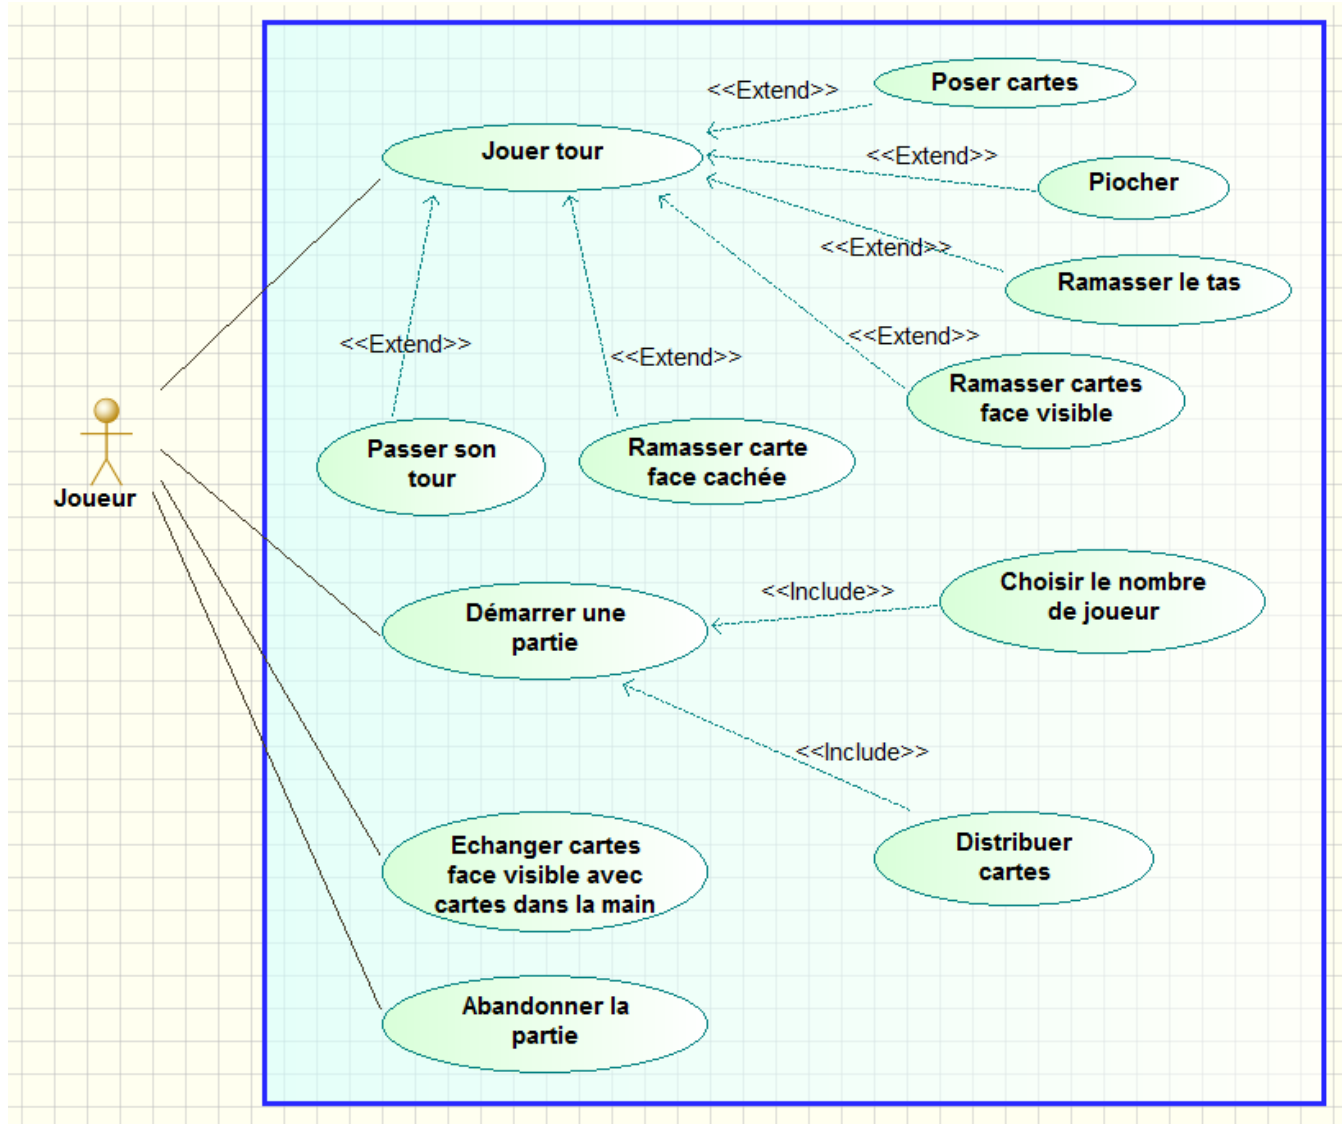 <<Extend>>
Poser cartes
Jouer tour
<<Extend>>
Piocher
<<Extend>>
Ramasser le tas
<<Extend>>
<<Extend>>
<<Extend>>
Ramasser cartes
face visible
Passer son
tour
Ramasser carte
face cachée
Joueur
<<Include>>
Choisir le nombre
de joueur
Démarrer une
partie
<<Include>>
Echanger cartes
face visible avec
cartes dans la main
Distribuer
cartes
Abandonner la
partie